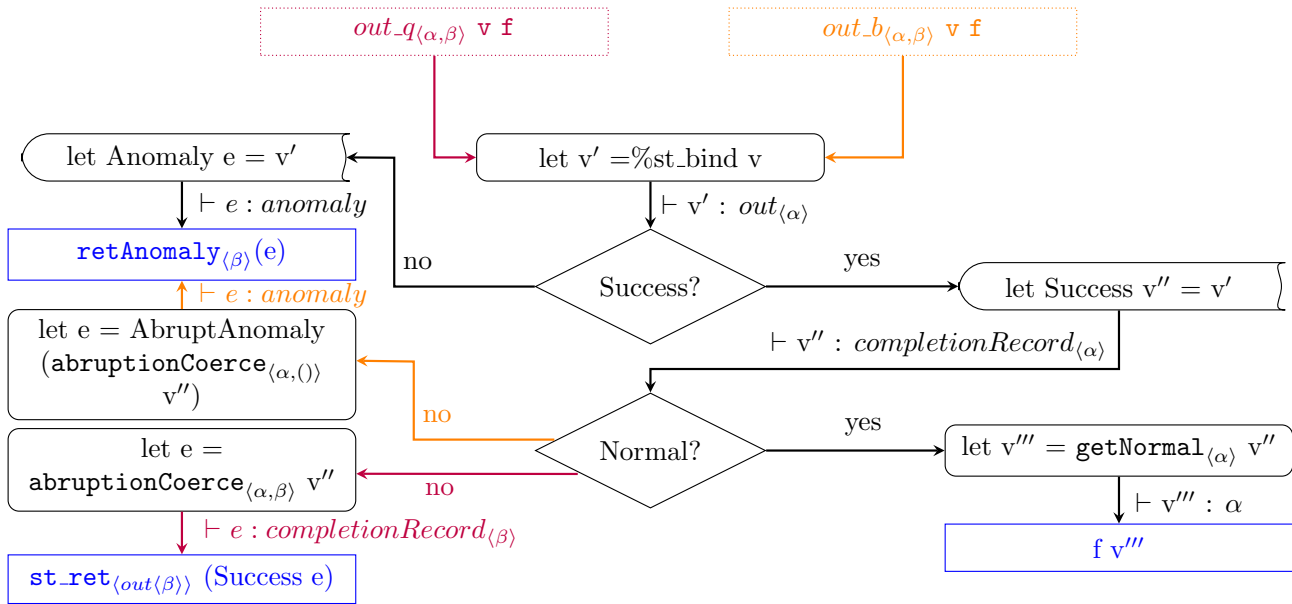 out_q⟨α,β⟩ v f
out_b⟨α,β⟩ v f
let Anomaly e = v′
let v′ =%st_bind v
⊢ e : anomaly
⊢ v′ : out⟨α⟩
retAnomaly⟨β⟩(e)
no
Success?
yes
let Success v′′ = v′
⊢ e : anomaly
let e = AbruptAnomaly
(abruptionCoerce⟨α,()⟩
v′′)
⊢ v′′ : completionRecord⟨α⟩
no
Normal?
yes
let v′′′ = getNormal⟨α⟩ v′′
let e =
abruptionCoerce⟨α,β⟩ v′′
no
⊢ e : completionRecord⟨β⟩
⊢ v′′′ : α
st_ret⟨out⟨β⟩⟩ (Success e)
f v′′′